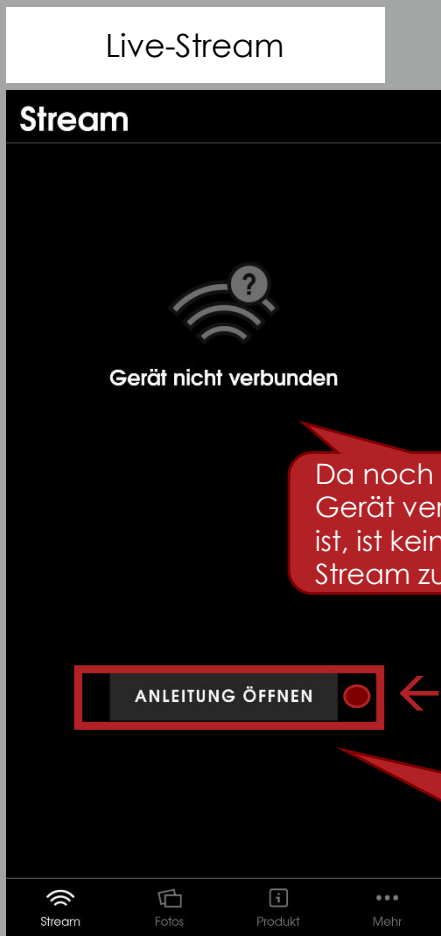 Live-Stream
Stream
?
Gerät nicht verbunden
Da noch
Gerät ver
ist, ist kein
Stream zu
ANLEITUNG ÖFFNEN
Stream Fotos Produkt Mehr